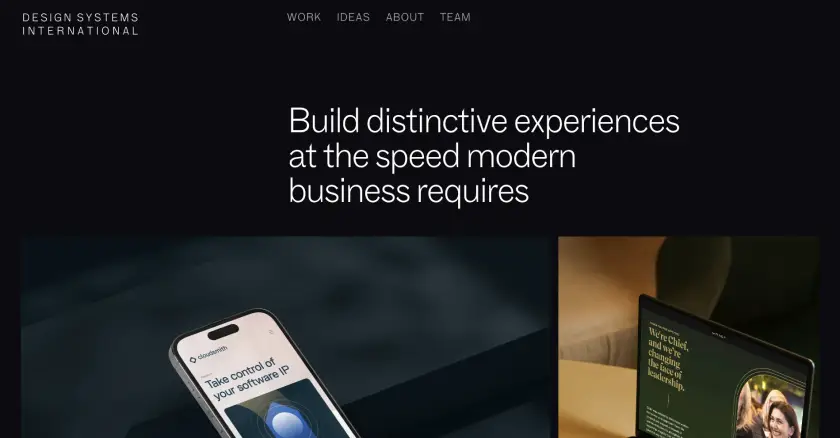 DESIGN SYSTEMS
INTERNATIONAL
WORK IDEAS ABOUT TEAM
Build distinctive experiences
at the speed modern
business requires
cloudsmith
Take control of
your software IP
We're Chief,
and we're
changing
the face of
leadership.